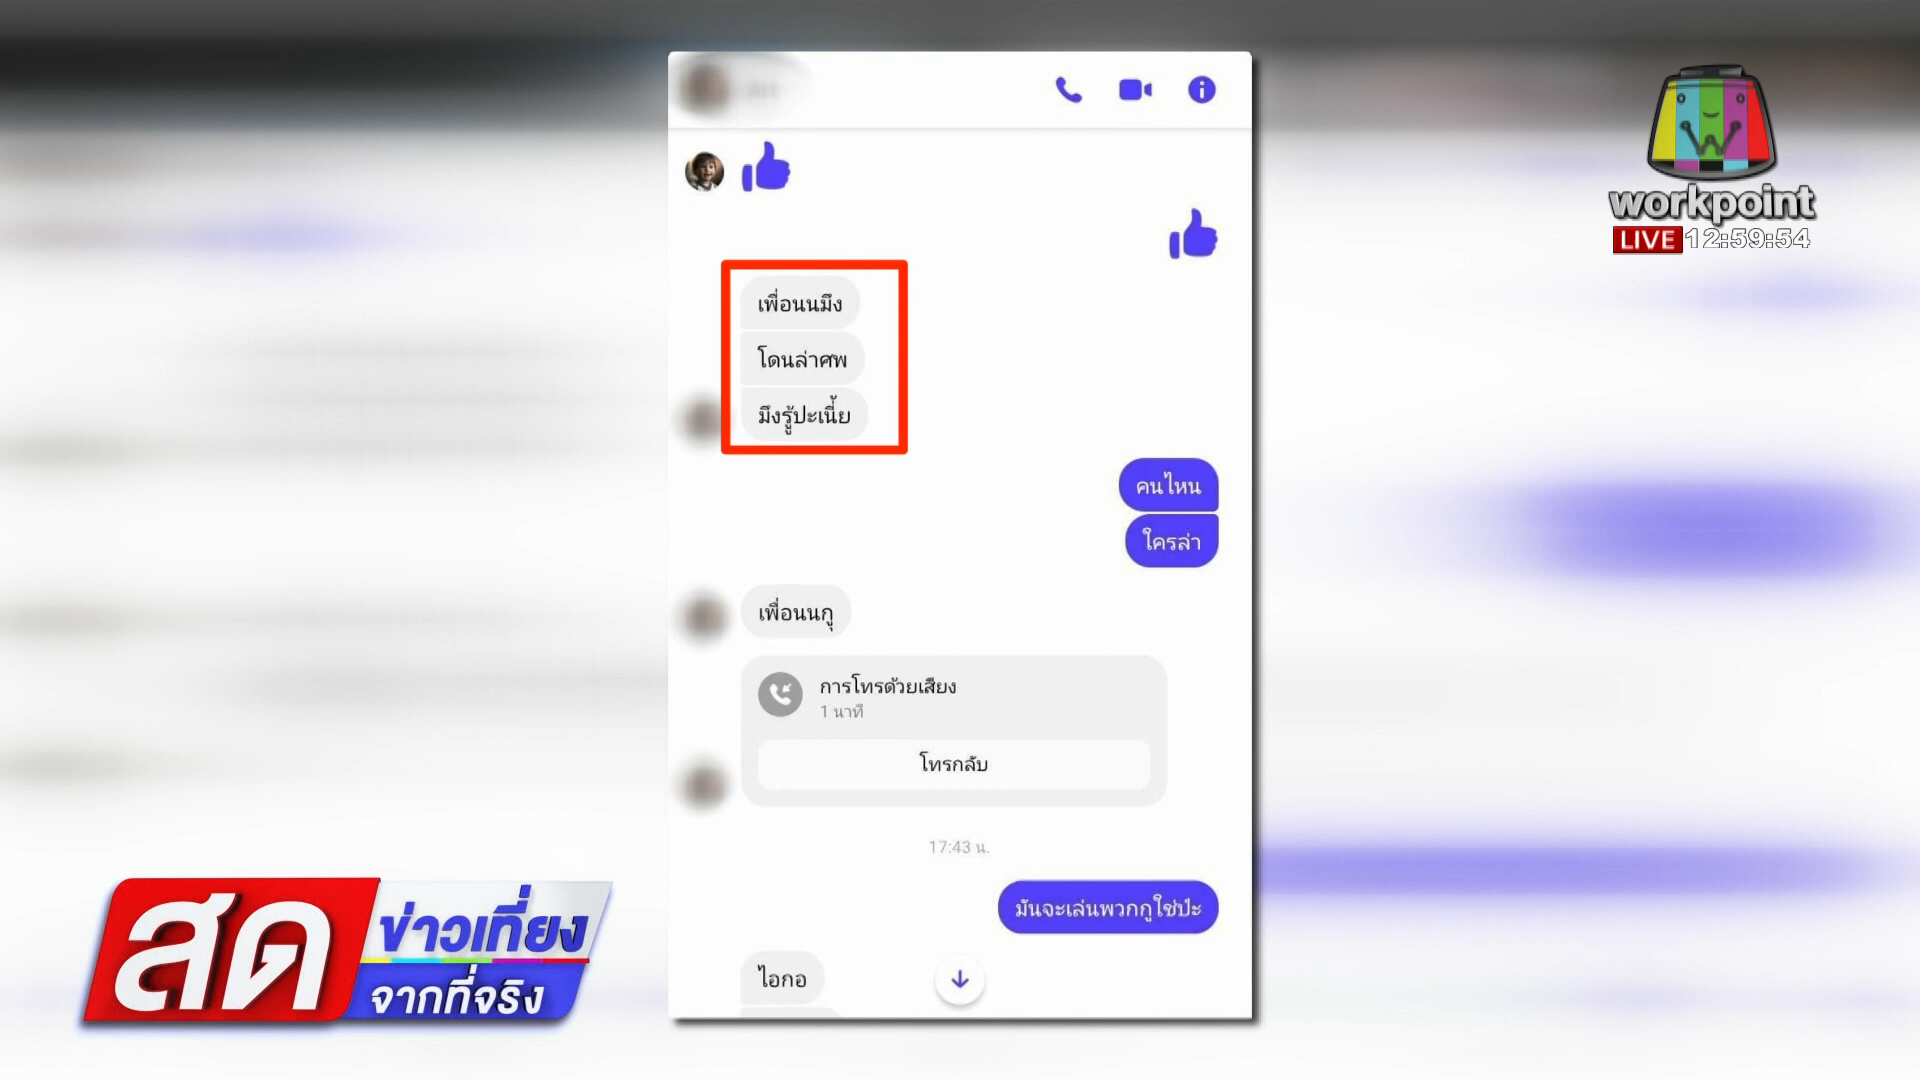 workpoint
LIVE 12:59:54
เพื่อนนมึง
โดนล่าศพ
มึงรู้ปะเนี้ย
คนไหน
ใครล่า
เพื่อนนกุ
การโทรด้วยเสียง
1 นาที
โทรกลับ
17:43 น.
มันจะเล่นพวกกูใช่ป่ะ
ไอกอ
สด ข่าวเที่ยง
จากที่จริง